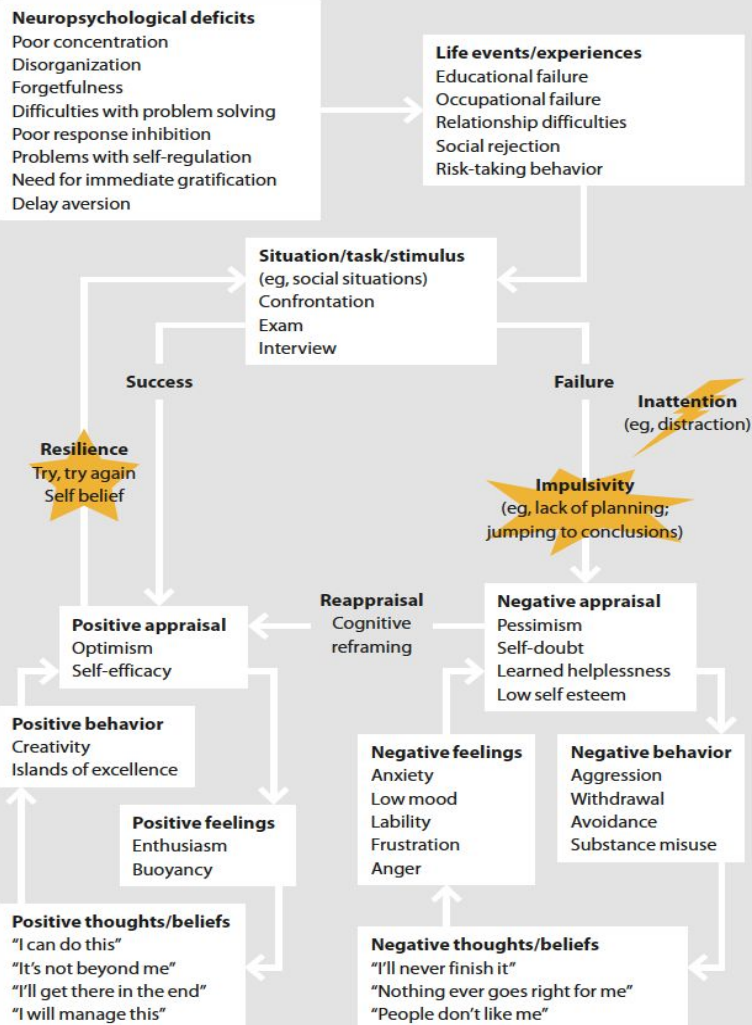 Neuropsychological deficits
Poor concentration
Disorganization
Forgetfulness
Difficulties with problem solving
Poor response inhibition
Problems with self-regulation
Need for immediate gratification
Delay aversion
Life events/experiences
Educational failure
Occupational failure
Relationship difficulties
Social rejection
Risk-taking behavior
Situation/task/stimulus
(eg, social situations)
Confrontation
Exam
Interview
Success
Failure
Inattention
(eg, distraction)
Resilience
Try, try again
Self belief
Impulsivity
(eg, lack of planning;
jumping to conclusions)
Reappraisal
Cognitive
reframing
Positive appraisal
Optimism
Self-efficacy
Negative appraisal
Pessimism
Self-doubt
Learned helplessness
Low self esteem
Positive behavior
Creativity
Islands of excellence
Positive feelings
Enthusiasm
Buoyancy
Negative feelings
Anxiety
Low mood
Lability
Frustration
Anger
Negative behavior
Aggression
Withdrawal
Avoidance
Substance misuse
Positive thoughts/beliefs
“I can do this”
“It’s not beyond me”
“I’ll get there in the end”
“I will manage this”
Negative thoughts/beliefs
“I’ll never finish it”
“Nothing ever goes right for me”
“People don’t like me”